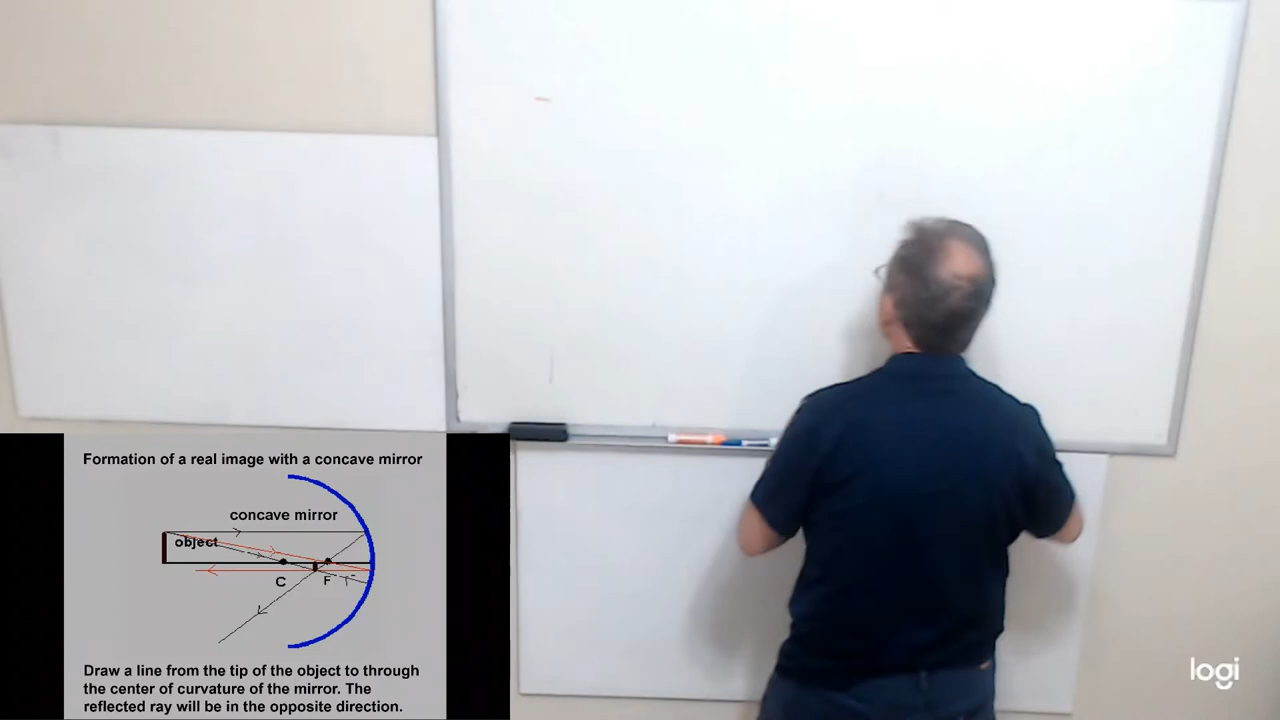 Formation of a real image with a concave mirror
concave mirror
object
C
F
Draw a line from the tip of the object to through
the center of curvature of the mirror. The
reflected ray will be in the opposite direction.
logi